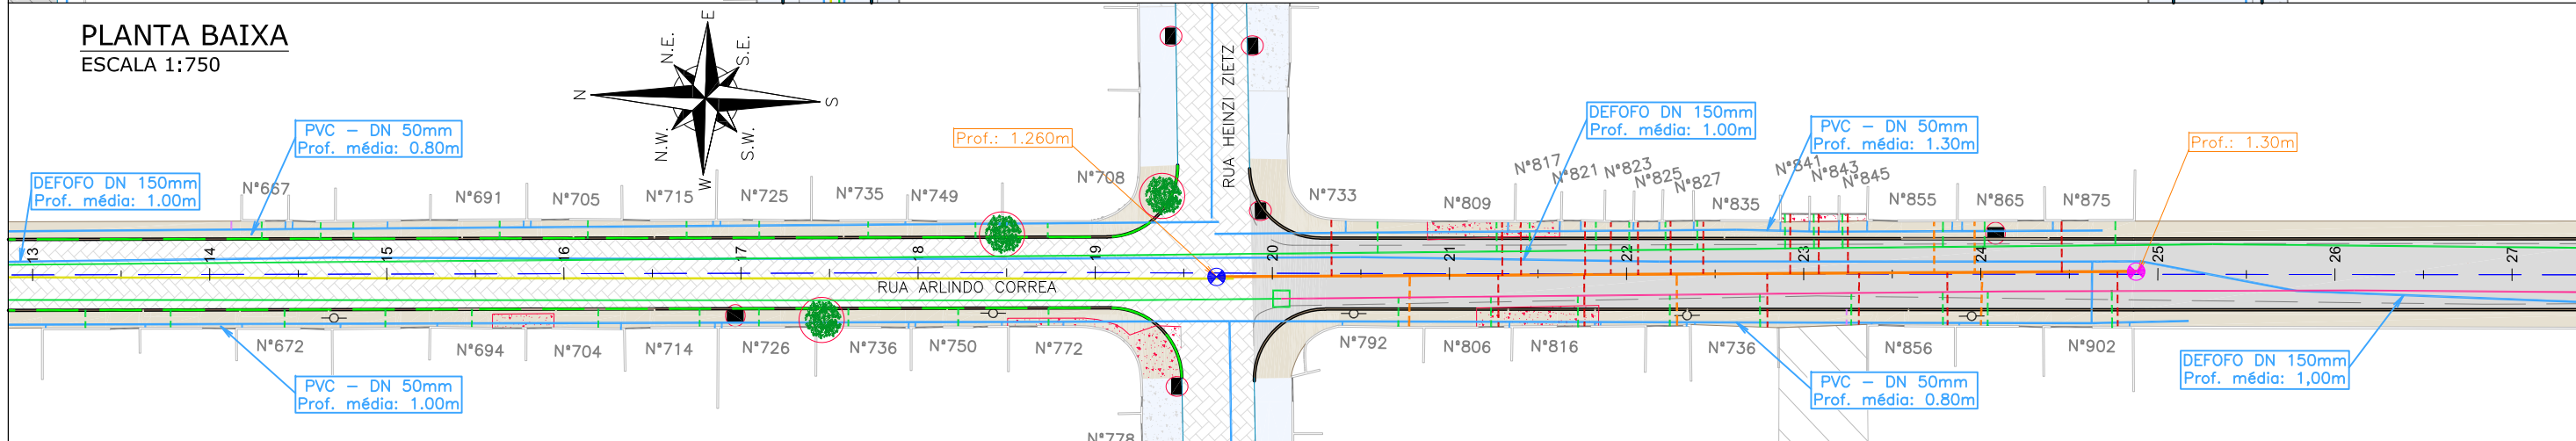 PLANTA BAIXA
ESCALA 1:750
E
N.E.
S.E.
N
S
N.W.
S.W.
W
RUA HEINZI ZIETZ
PVC - DN 50mm
Prof. média: 0.80m
Prof.: 1.260m
DEFOFO DN 150mm
Prof. média: 1.00m
PVC - DN 50mm
Prof. média: 1.30m
Prof.: 1.30m
DEFOFO DN 150mm
Prof. média: 1.00m
N°667
N°691
N°705
N°715
N°725
N°735
N°749
N°708
N°733
N°809
N°817
N°821
N°823
N°825
N°827
N°835
N°841
N°843
N°845
N°855
N°865
N°875
13
14
15
16
17
18
19
20
21
22
23
24
25
26
27
RUA ARLINDO CORREA
N°672
N°694
N°704
N°714
N°726
N°736
N°750
N°772
N°792
N°806
N°816
N°736
N°856
N°902
PVC - DN 50mm
Prof. média: 1.00m
PVC - DN 50mm
Prof. média: 0.80m
DEFOFO DN 150mm
Prof. média: 1,00m
N°778